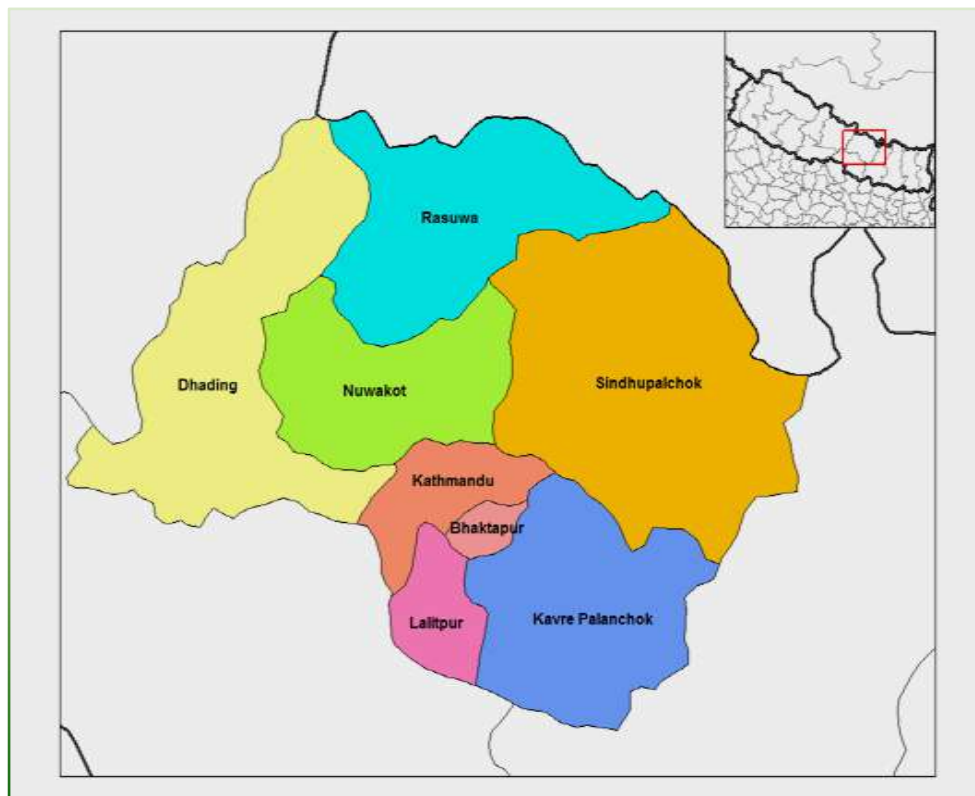 Rasuwa
Dhading
Nuwakot
Sindhupalchok
Kathmandu
Bhaktapur
Lalitpur
Kavre Palanchok